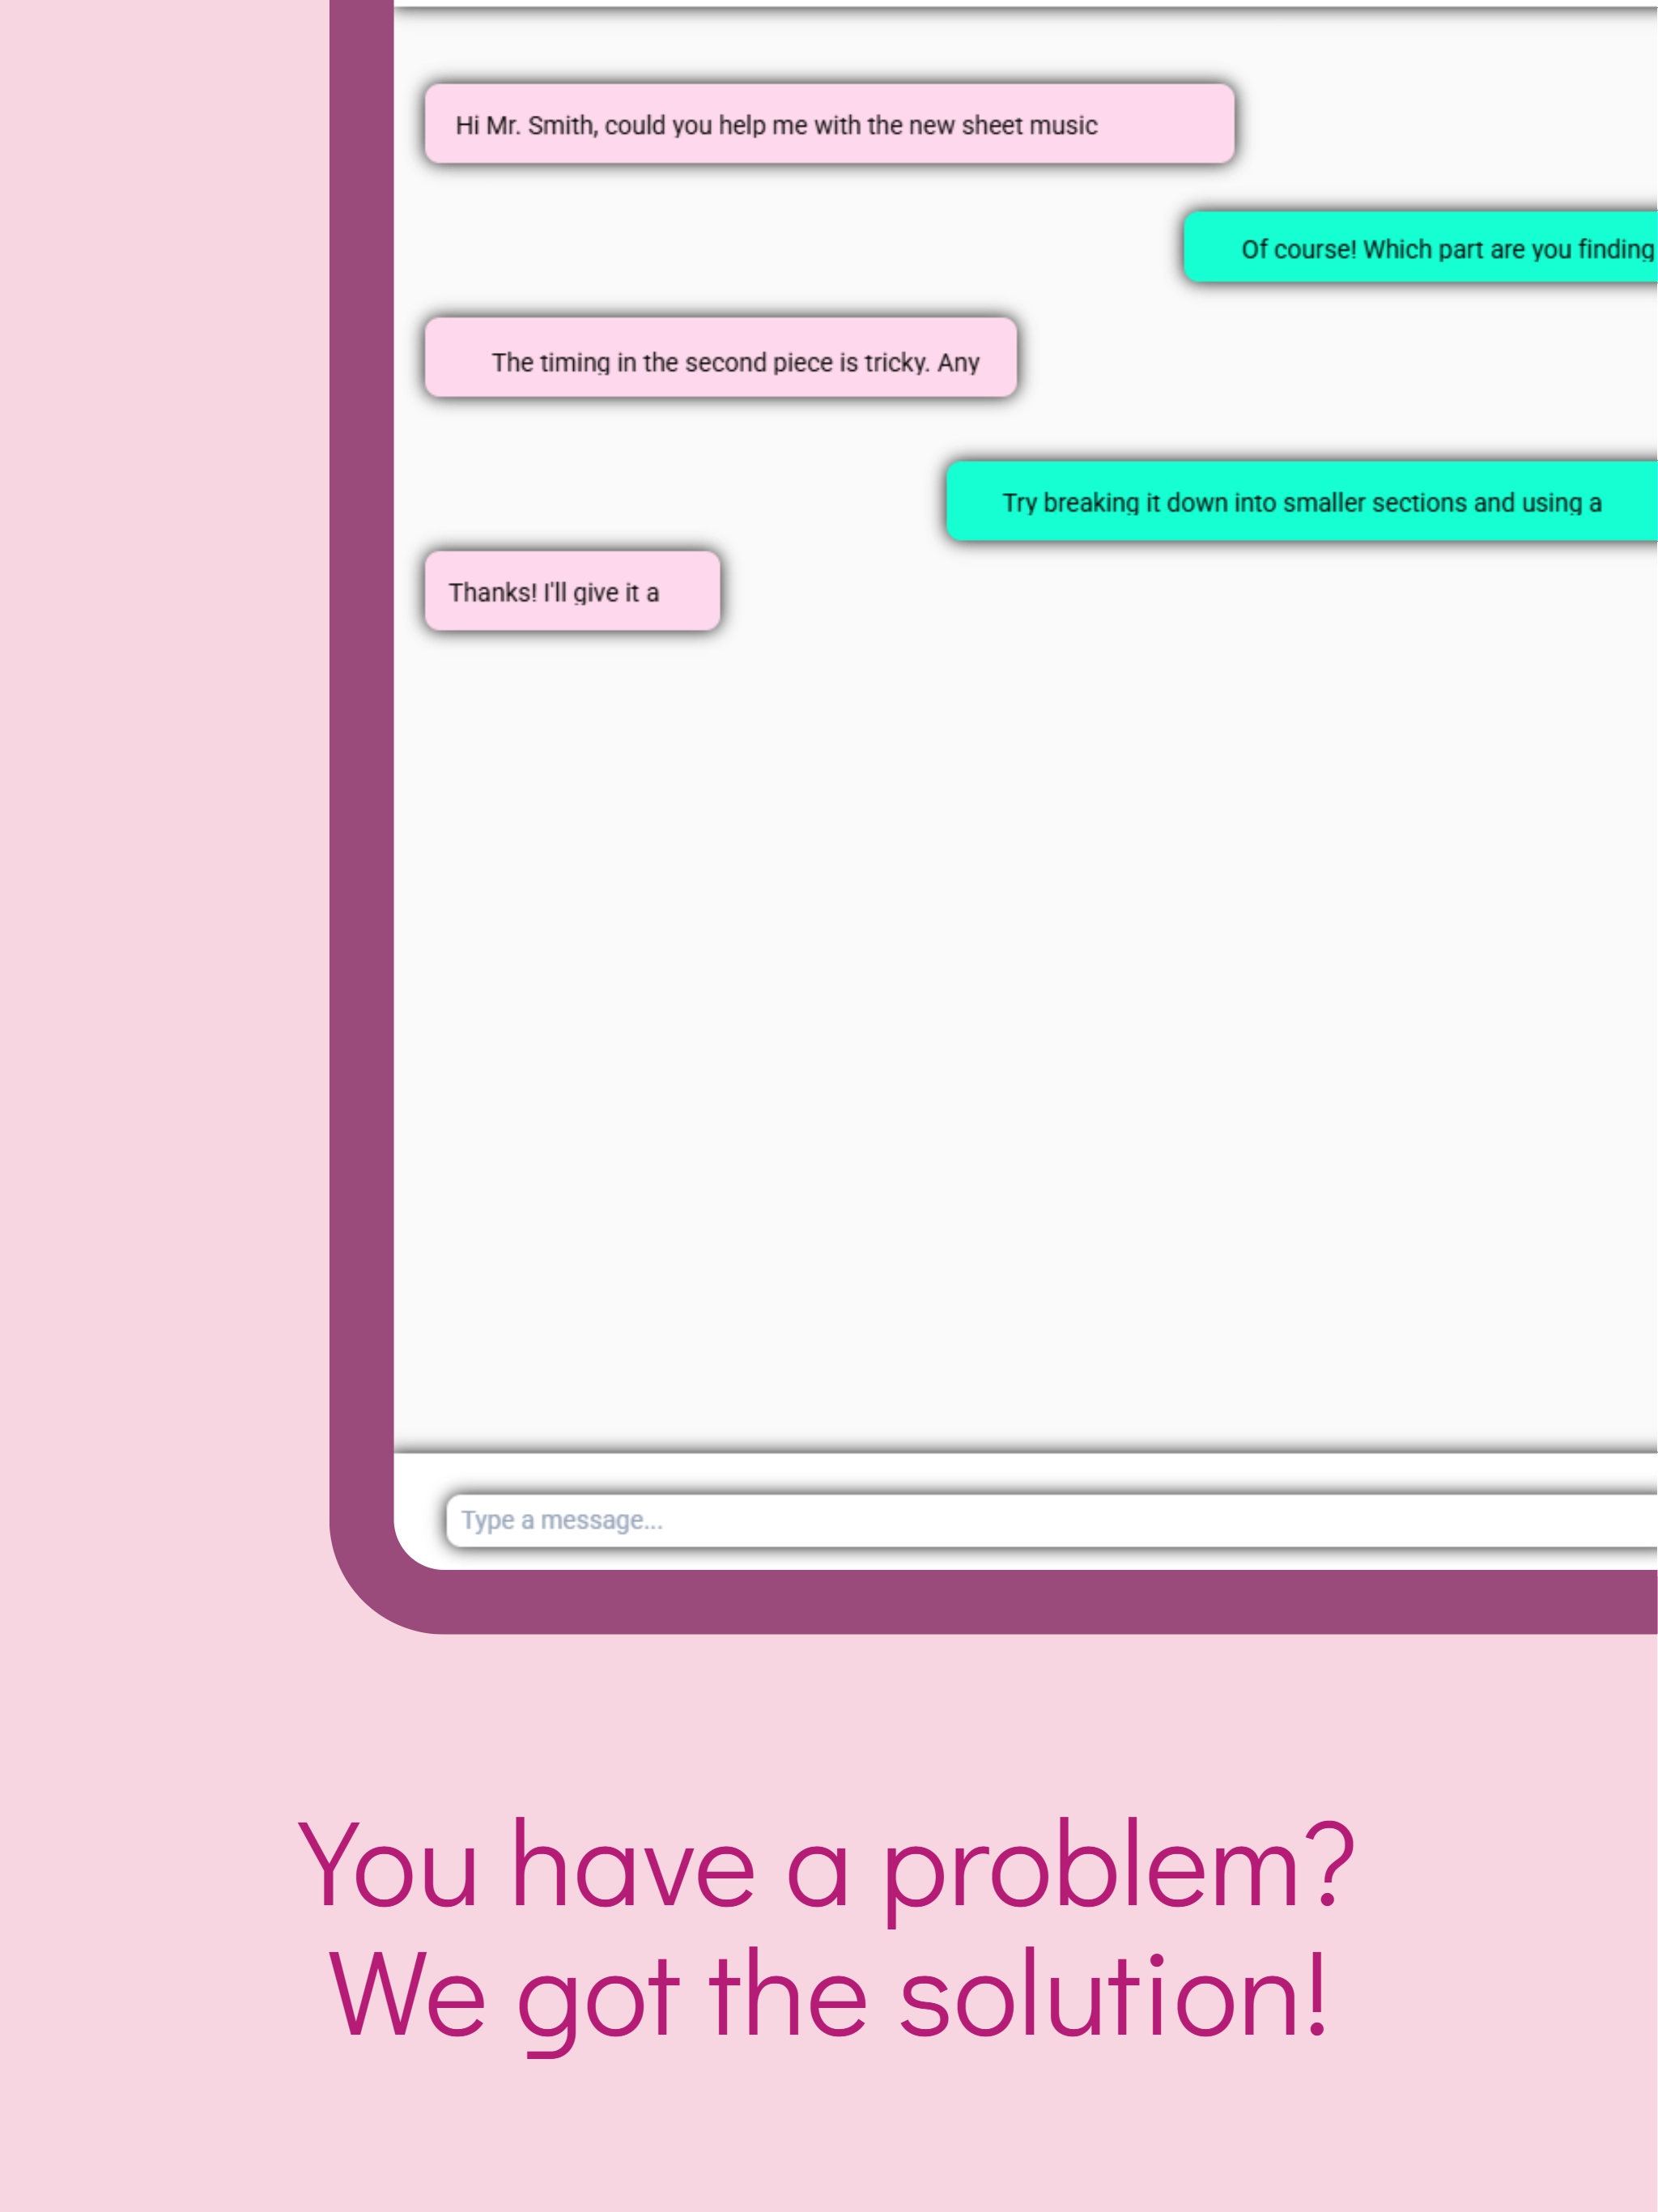 Hi Mr. Smith, could you help me with the new sheet music
Of course! Which part are you finding
The timing in the second piece is tricky. Any
Try breaking it down into smaller sections and using a
Thanks! I'll give it a
Type a message...
You have a problem?
We got the solution!